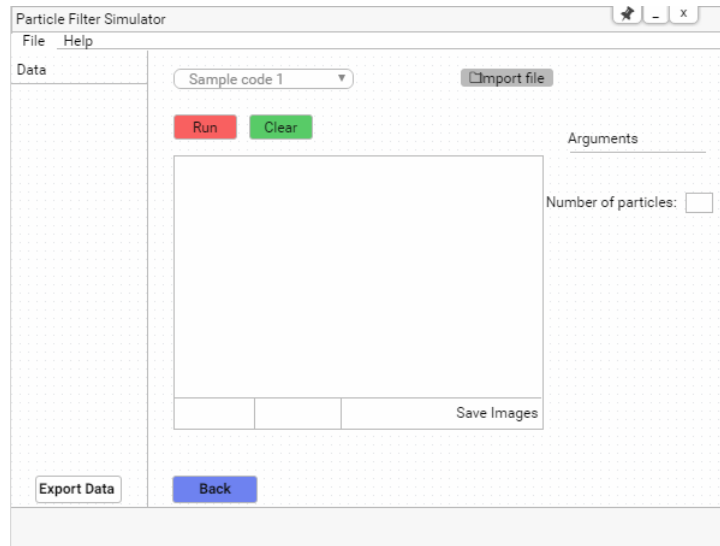 Particle Filter Simulator
_ x
File Help
Data
Sample code 1 ▼
Import file
Run Clear
Arguments
Number of particles:
Save Images
Export Data
Back